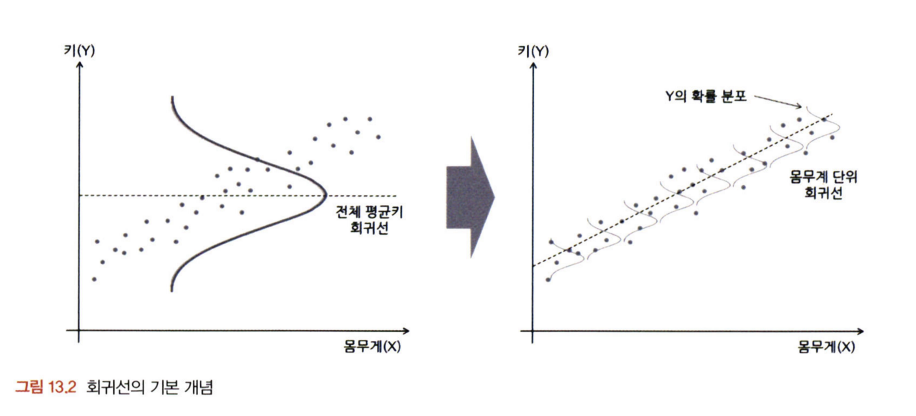 키(Y)
전체 평균키
회귀선
몸무게(X)
키(Y)
Y의 확률 분포
몸무계 단위
회귀선
몸무게(X)
그림 13.2 회귀선의 기본 개념